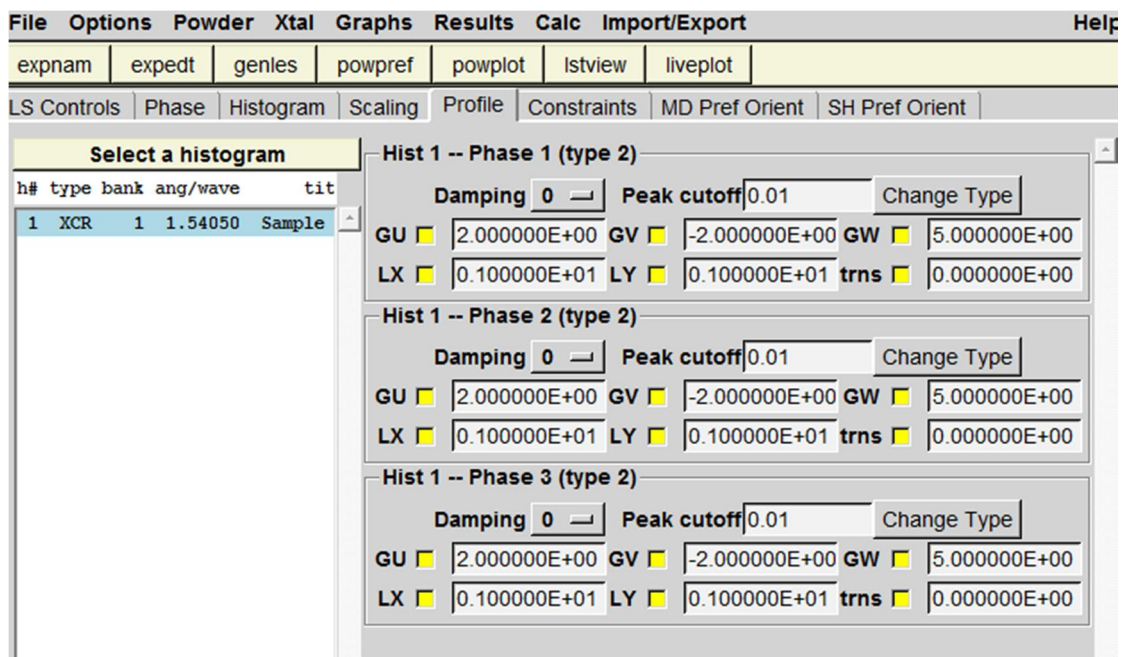 File Options Powder Xtal Graphs Results Calc Import/Export Help
expnam expedt genles powpref powplot lstview liveplot
LS Controls Phase Histogram Scaling Profile Constraints MD Pref Orient SH Pref Orient
Select a histogram
h# type bank ang/wave tit
1 XCR 1 1.54050 Sample
Hist 1 -- Phase 1 (type 2)
Damping 0 Peak cutoff 0.01 Change Type
GU 2.000000E+00 GV -2.000000E+00 GW 5.000000E+00
LX 0.100000E+01 LY 0.100000E+01 trns 0.000000E+00
Hist 1 -- Phase 2 (type 2)
Damping 0 Peak cutoff 0.01 Change Type
GU 2.000000E+00 GV -2.000000E+00 GW 5.000000E+00
LX 0.100000E+01 LY 0.100000E+01 trns 0.000000E+00
Hist 1 -- Phase 3 (type 2)
Damping 0 Peak cutoff 0.01 Change Type
GU 2.000000E+00 GV -2.000000E+00 GW 5.000000E+00
LX 0.100000E+01 LY 0.100000E+01 trns 0.000000E+00